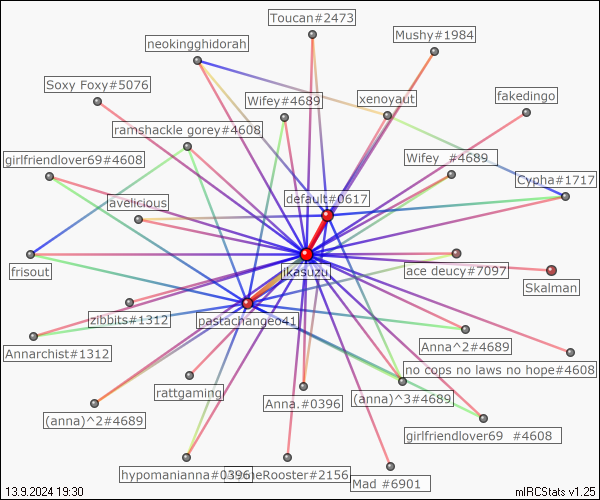 Toucan#2473
Mushy#1984
neokingghidorah
Soxy Foxy#5076
xenoyaut
fakedingo
Wifey#4689
ramshackle gorey#4608
girlfriendlover69#4608
Wifey  #4689
Cypha#1717
default#0617
avelicious
frisout
ikasuzu
ace deucy#7097
Skalman
zibbits#1312
pastachangeo41
Annarchist#1312
Anna^2#4689
no cops no laws no hope#4608
rattgaming
Anna.#0396
(anna)^3#4689
(anna)^2#4689
girlfriendlover69  #4608
hypomanianna#0396
neRooster#2156
Mad  #6901
13.9.2024 19:30
mIRCStats v1.25